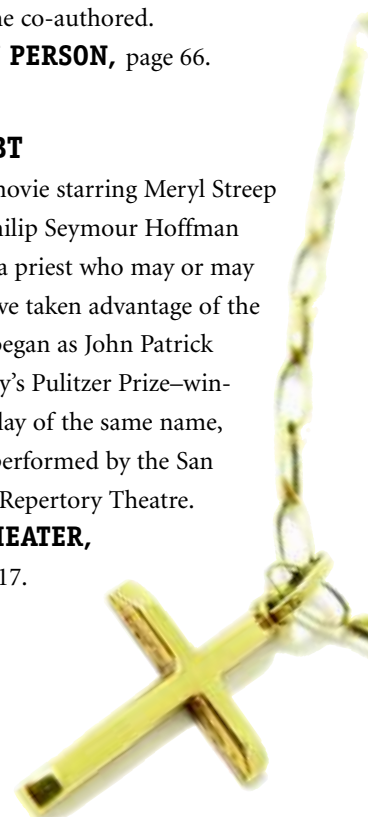 ne co-authored.
PERSON, page 66.
BT
novie starring Meryl Streep
hilip Seymour Hoffman
a priest who may or may
ve taken advantage of the
began as John Patrick
y's Pulitzer Prize–win-
lay of the same name,
performed by the San
Repertory Theatre.
HEATER,
17.